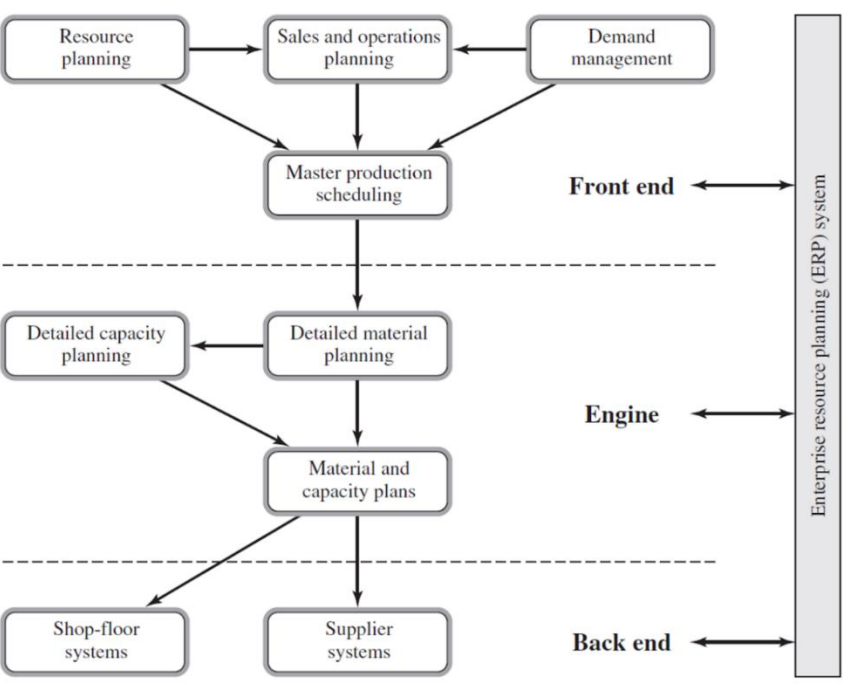 Resource
planning
Sales and operations
planning
Demand
management
Master production
scheduling
Front end
Detailed capacity
planning
Detailed material
planning
Engine
Material and
capacity plans
Shop-floor
systems
Supplier
systems
Back end
Enterprise resource planning (ERP) system